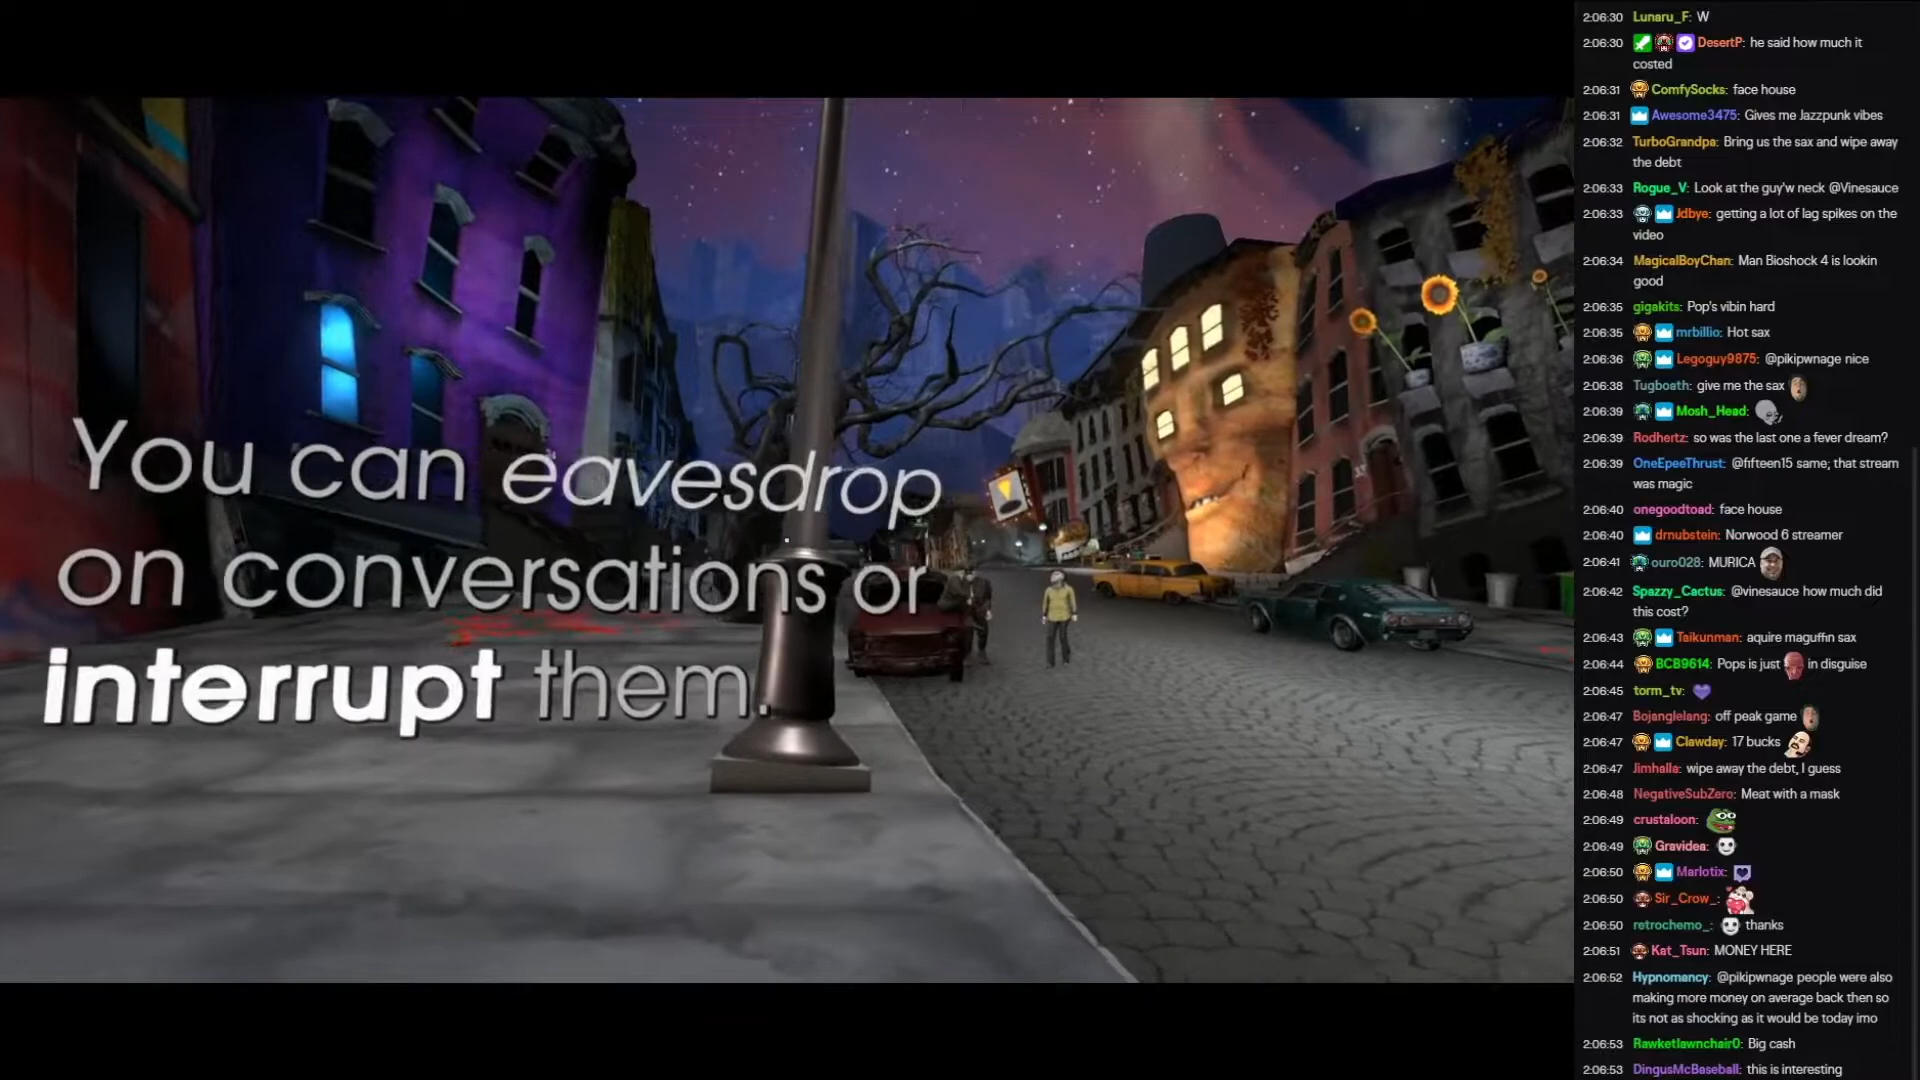 You can eavesdrop
on conversations or
interrupt them.
2:06:30 Lunaru_F: W
2:06:30 DesertP: he said how much it
costed
2:06:31 ComfySocks: face house
2:06:31 Awesome3475: Gives me Jazzpunk vibes
2:06:32 TurboGrandpa: Bring us the sax and wipe away
the debt
2:06:33 Rogue_V: Look at the guy'w neck @Vinesauce
2:06:33 Jdbye: getting a lot of lag spikes on the
video
2:06:34 MagicalBoyChan: Man Bioshock 4 is lookin
good
2:06:35 gigakits: Pop's vibin hard
2:06:35 mrbillio: Hot sax
2:06:36 Legoguy9875: @pikipwnage nice
2:06:38 Tugboath: give me the sax
2:06:39 Mosh_Head:
2:06:39 Rodhertz: so was the last one a fever dream?
2:06:39 OneEpeeThrust: @fifteen15 same; that stream
was magic
2:06:40 onegoodtoad: face house
2:06:40 drnubstein: Norwood 6 streamer
2:06:41 ouro028: MURICA
2:06:42 Spazzy_Cactus: @vinesauce how much did
this cost?
2:06:43 Taikunman: aquire maguffin sax
2:06:44 BCB9614: Pops is just in disguise
2:06:45 torm_tv:
2:06:47 Bojanglelang: off peak game
2:06:47 Clawday: 17 bucks
2:06:47 Jimhalla: wipe away the debt, I guess
2:06:48 NegativeSubZero: Meat with a mask
2:06:49 crustaloon:
2:06:49 Gravidea:
2:06:50 Marlotix:
2:06:50 Sir_Crow_:
2:06:50 retrochemo_: thanks
2:06:51 Kat_Tsun: MONEY HERE
2:06:52 Hypnomancy: @pikipwnage people were also
making more money on average back then so
its not as shocking as it would be today imo
2:06:53 Rawketlawnchair0: Big cash
2:06:53 DingusMcBaseball: this is interesting